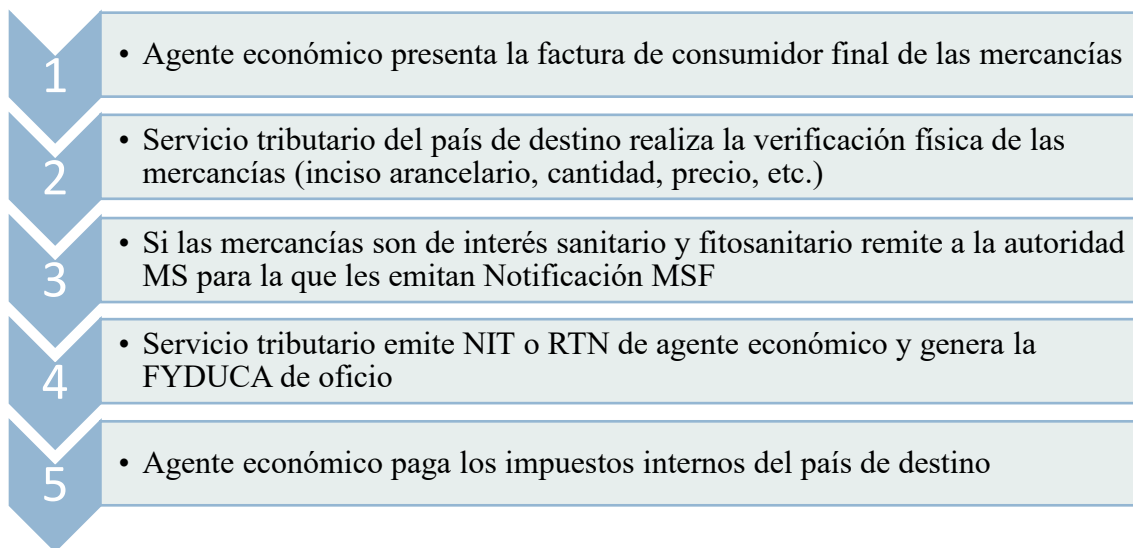 1
• Agente económico presenta la factura de consumidor final de las mercancías
2
• Servicio tributario del país de destino realiza la verificación física de las
mercancías (inciso arancelario, cantidad, precio, etc.)
3
• Si las mercancías son de interés sanitario y fitosanitario remite a la autoridad
MS para la que les emitan Notificación MSF
4
• Servicio tributario emite NIT o RTN de agente económico y genera la
FYDUCA de oficio
5
• Agente económico paga los impuestos internos del país de destino